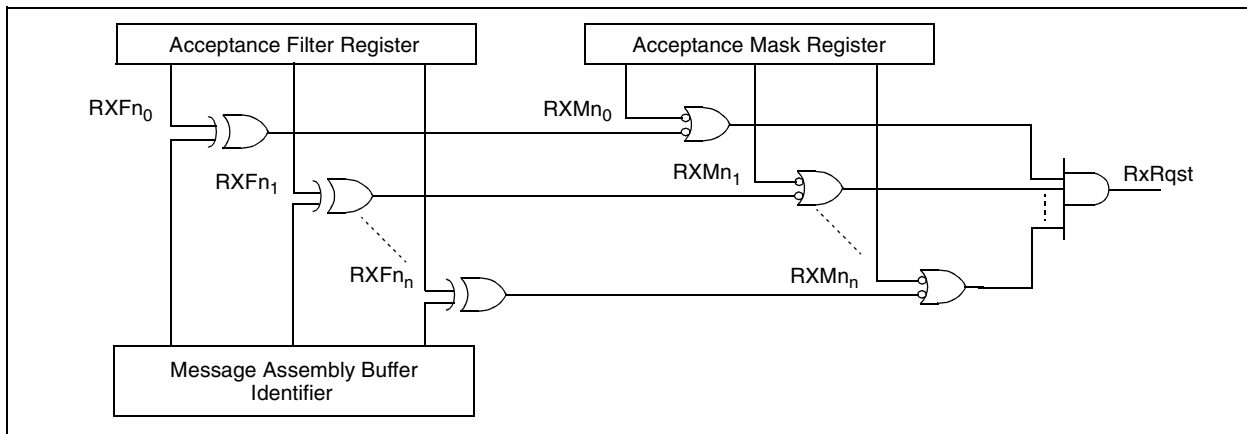 Acceptance Filter Register
Acceptance Mask Register
RXFn0
RXMn0
RXFn1
RXMn1
RxRqst
RXFnn
RXMnn
Message Assembly Buffer
Identifier